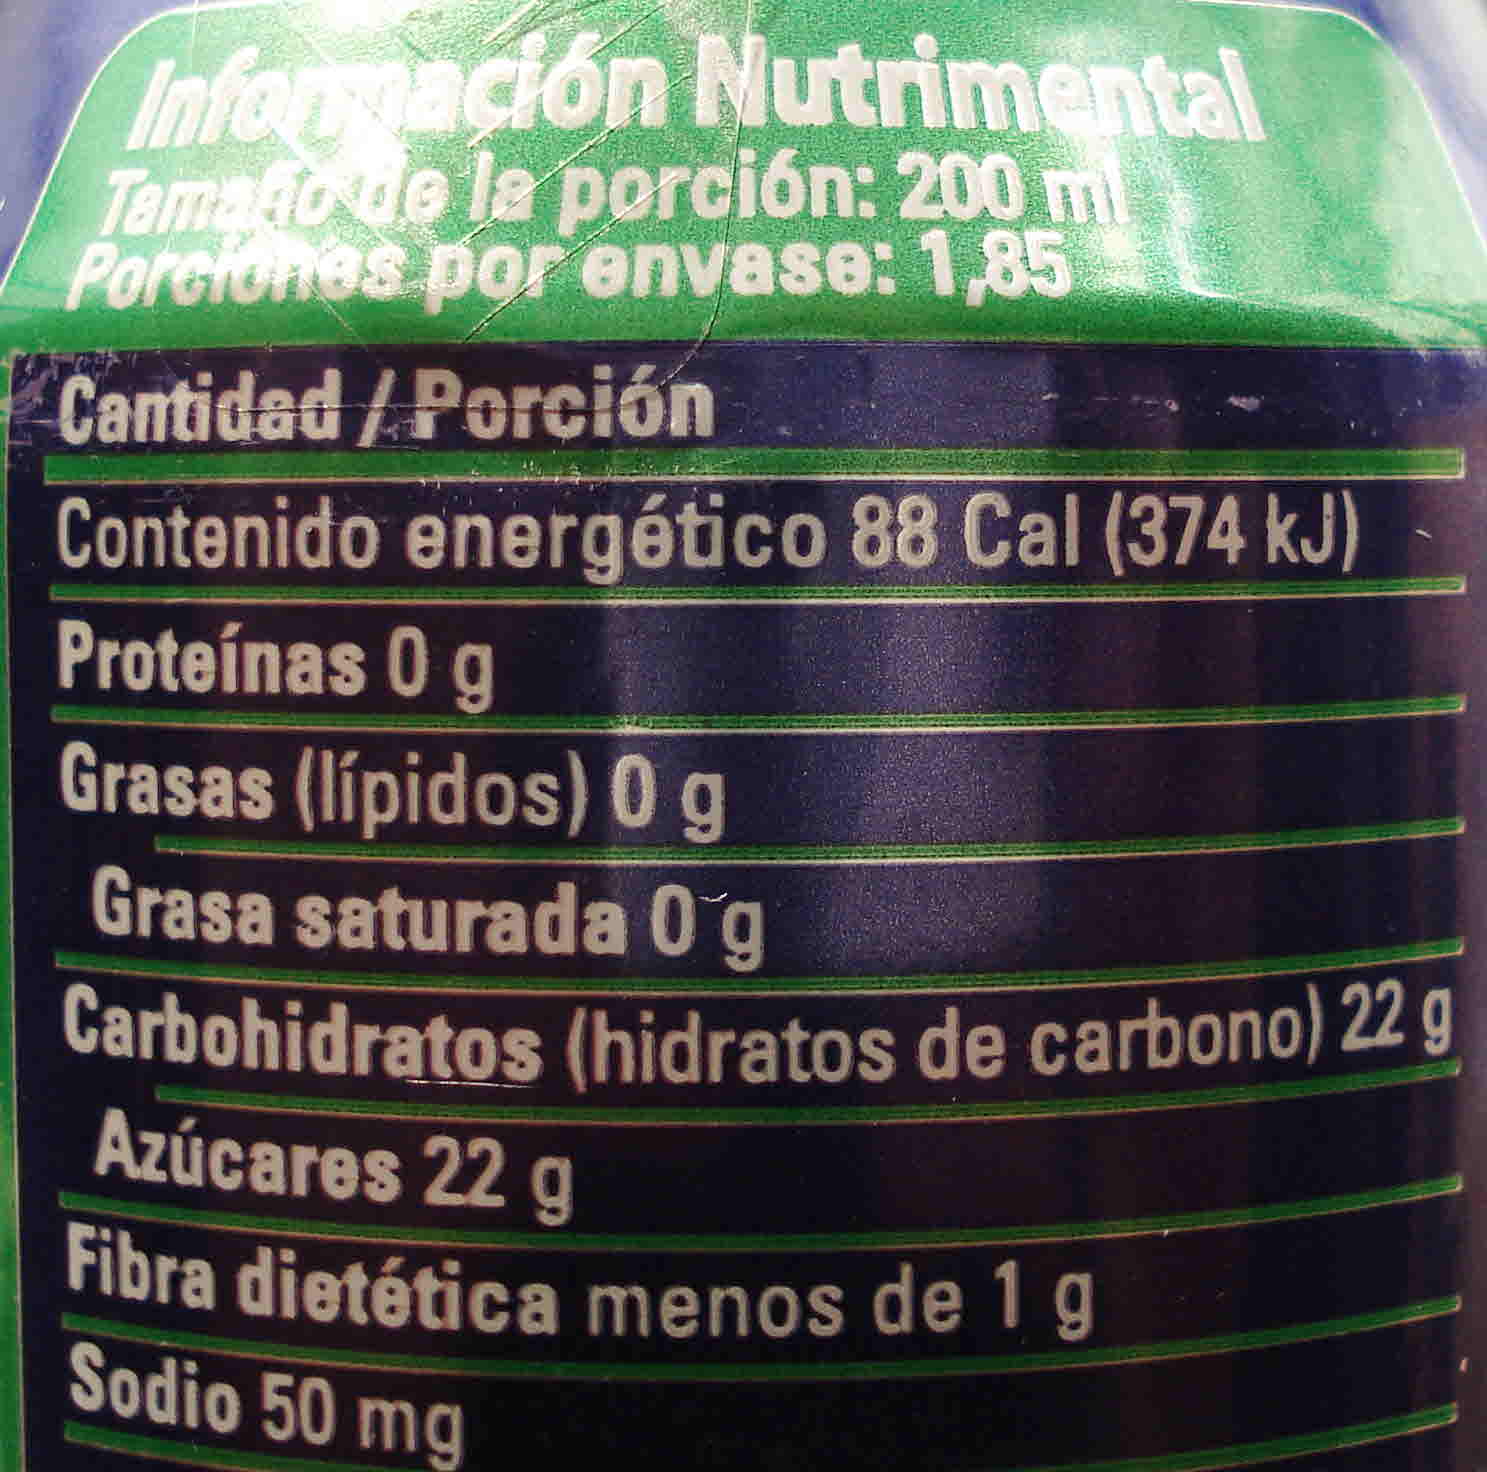 Información Nutrimental
Tamaño de la porción: 200 ml
Porciones por envase: 1,85
Cantidad / Porción
Contenido energético 88 Cal (374 kJ)
Proteínas 0 g
Grasas (lípidos) 0 g
Grasa saturada 0 g
Carbohidratos (hidratos de carbono) 22 g
Azúcares 22 g
Fibra dietética menos de 1 g
Sodio 50 mg